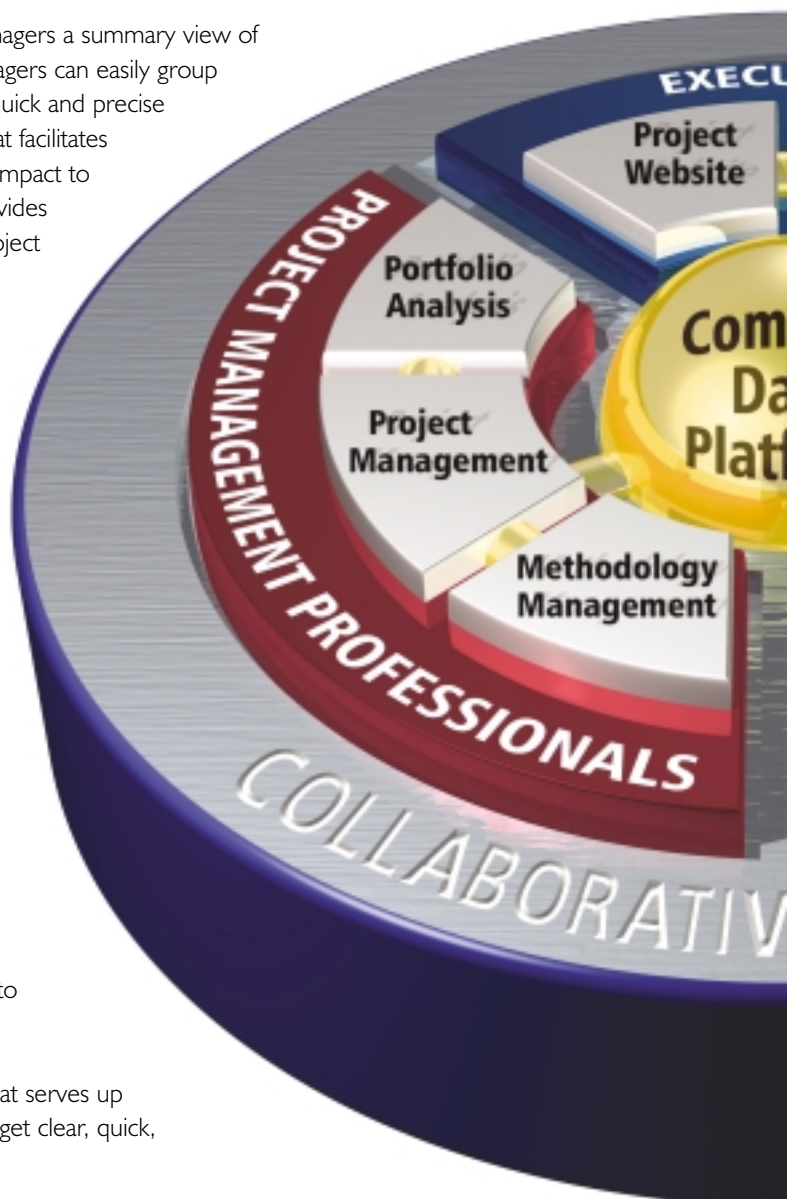 nagers a summary view of
agers can easily group
uick and precise
at facilitates
mpact to
vides
oject
EXECU
Project
Website
PROJECT MANAGEMENT PROFESSIONALS
Portfolio
Analysis
Project
Management
Methodology
Management
Com
Da
Platf
COLLABORATIV
to
at serves up
get clear, quick,